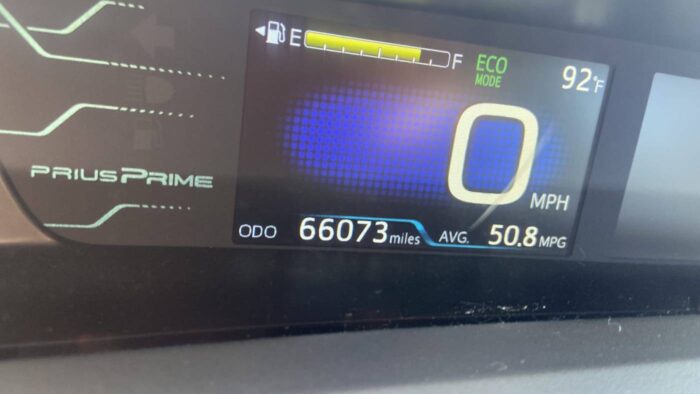 E F
ECO
MODE
92°F
0 MPH
PRIUS PRIME
ODO 66073 miles AVG. 50.8 MPG